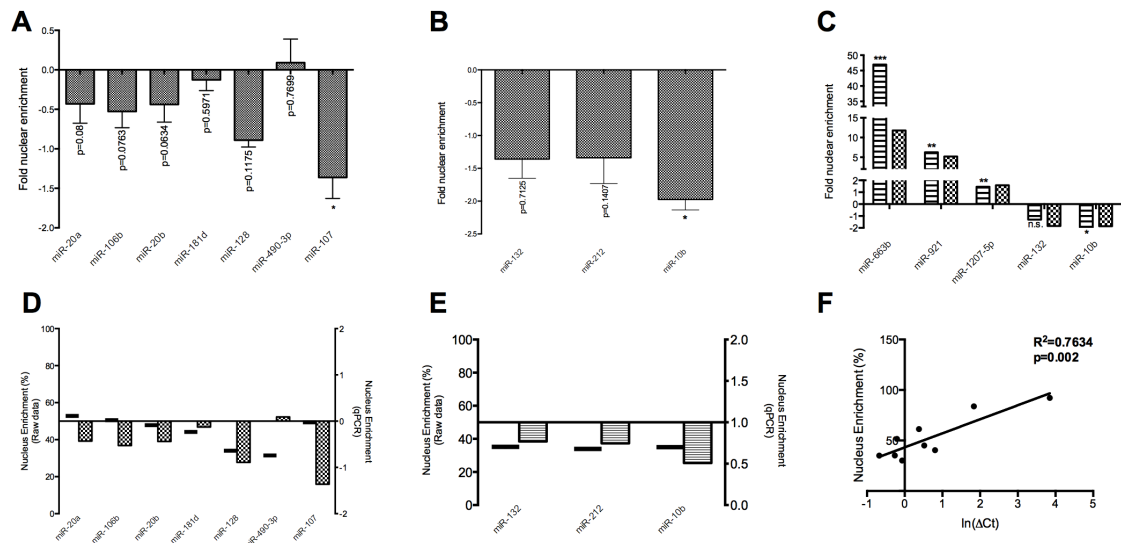 A
Fold nuclear enrichment
0.5
0.0
-0.5
-1.0
-1.5
-2.0
p=0.08
p=0.0763
p=0.0634
p=0.5971
p=0.1175
p=0.7699
*
miR-20a
miR-106b
miR-20b
miR-181d
miR-128
miR-490-3p
miR-107
B
Fold nuclear enrichment
0.0
-0.5
-1.0
-1.5
-2.0
-2.5
p=0.7125
p=0.1407
*
miR-132
miR-212
miR-10b
C
Fold nuclear enrichment
50
45
40
35
15
10
5
2
1
0
-1
-2
***
**
**
n.s.
*
miR-663b
miR-921
miR-1207-5p
miR-132
miR-10b
D
Nucleus Enrichment (%)
(Raw data)
100
80
60
40
20
0
2
1
0
-1
-2
Nucleus Enrichment
(qPCR)
miR-20a
miR-106b
miR-20b
miR-181d
miR-128
miR-490-3p
miR-107
E
Nucleus Enrichment (%)
(Raw data)
100
80
60
40
20
0
2.0
1.5
1.0
0.5
0.0
Nucleus Enrichment
(qPCR)
miR-132
miR-212
miR-10b
F
Nucleus Enrichment (%)
150
100
50
R²=0.7634
p=0.002
-1
0
1
2
3
4
5
ln(ΔCt)